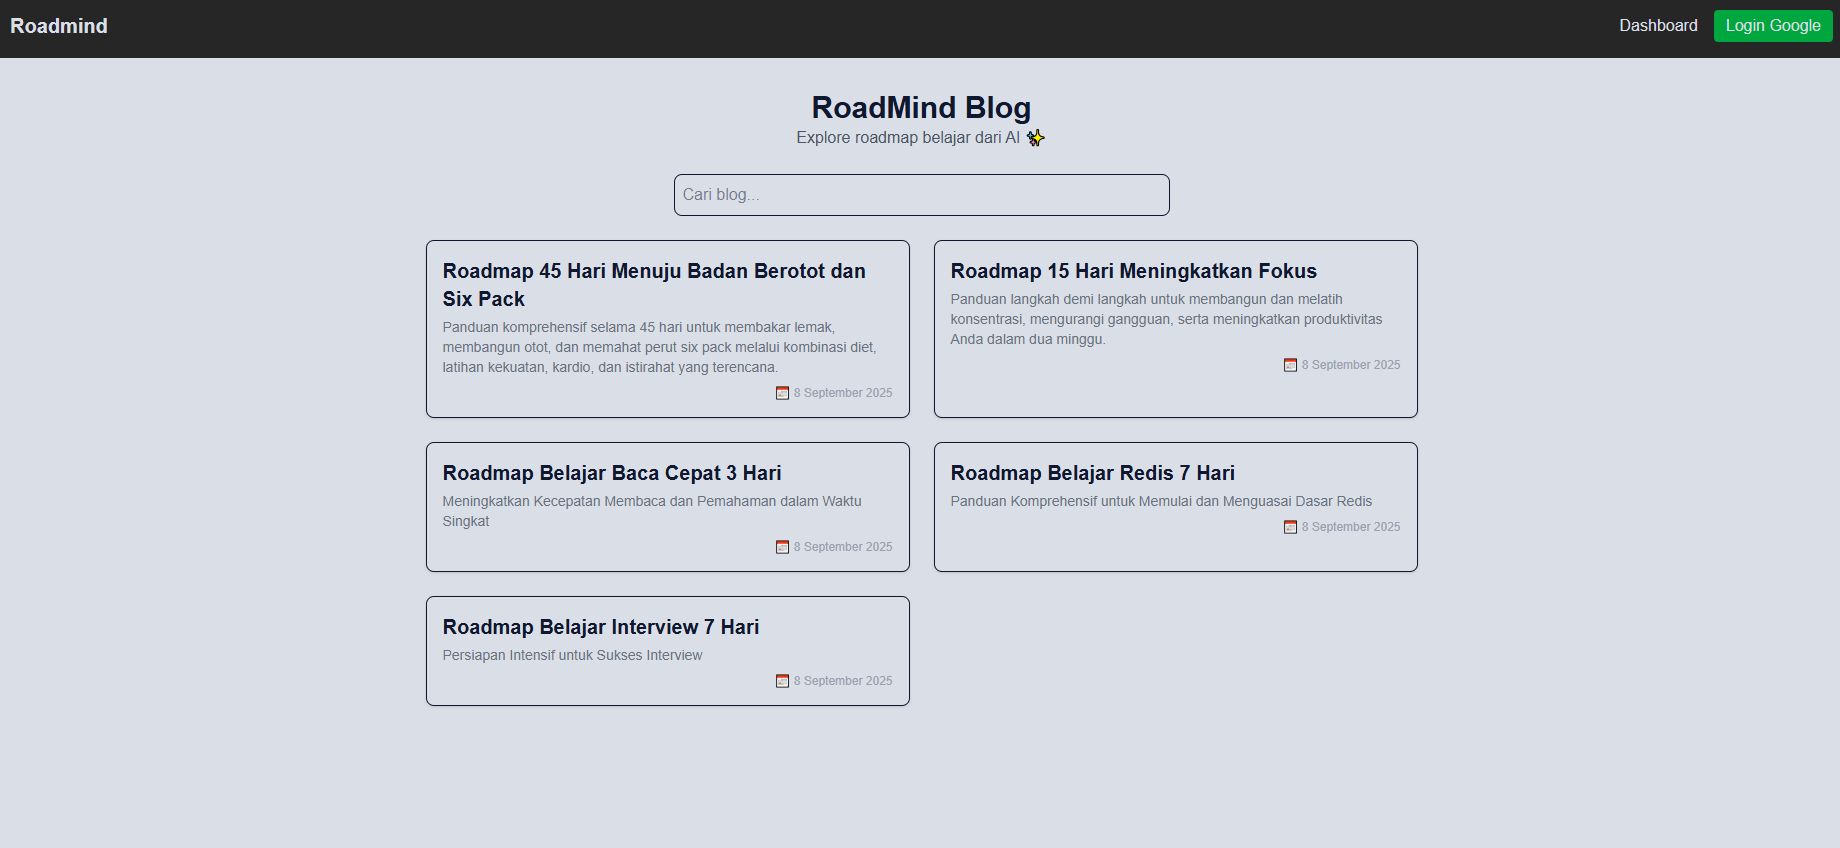 Roadmind
Dashboard
Login Google
RoadMind Blog
Explore roadmap belajar dari AI ✨
Cari blog...
Roadmap 45 Hari Menuju Badan Berotot dan
Six Pack
Panduan komprehensif selama 45 hari untuk membakar lemak,
membangun otot, dan memahat perut six pack melalui kombinasi diet,
latihan kekuatan, kardio, dan istirahat yang terencana.
8 September 2025
Roadmap 15 Hari Meningkatkan Fokus
Panduan langkah demi langkah untuk membangun dan melatih
konsentrasi, mengurangi gangguan, serta meningkatkan produktivitas
Anda dalam dua minggu.
8 September 2025
Roadmap Belajar Baca Cepat 3 Hari
Meningkatkan Kecepatan Membaca dan Pemahaman dalam Waktu
Singkat
8 September 2025
Roadmap Belajar Redis 7 Hari
Panduan Komprehensif untuk Memulai dan Menguasai Dasar Redis
8 September 2025
Roadmap Belajar Interview 7 Hari
Persiapan Intensif untuk Sukses Interview
8 September 2025